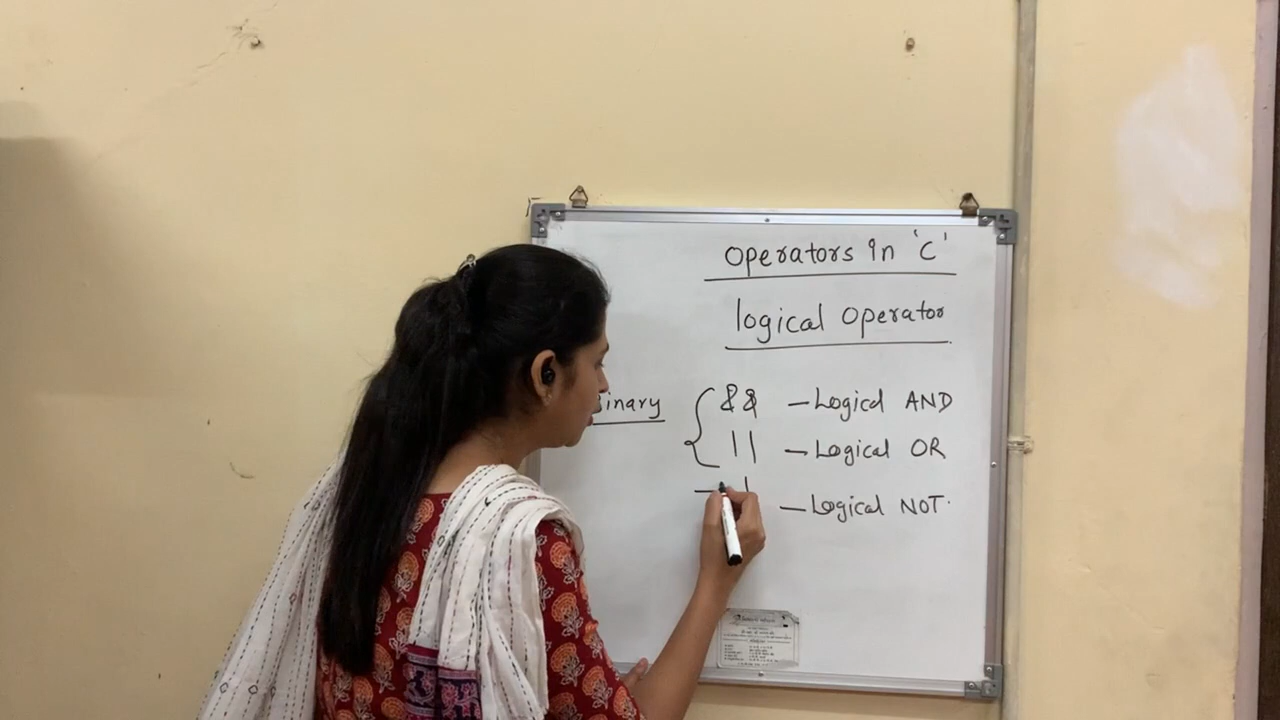 operators in 'C'
logical operator
inary && — Logical AND
|| — Logical OR
— Logical NOT.